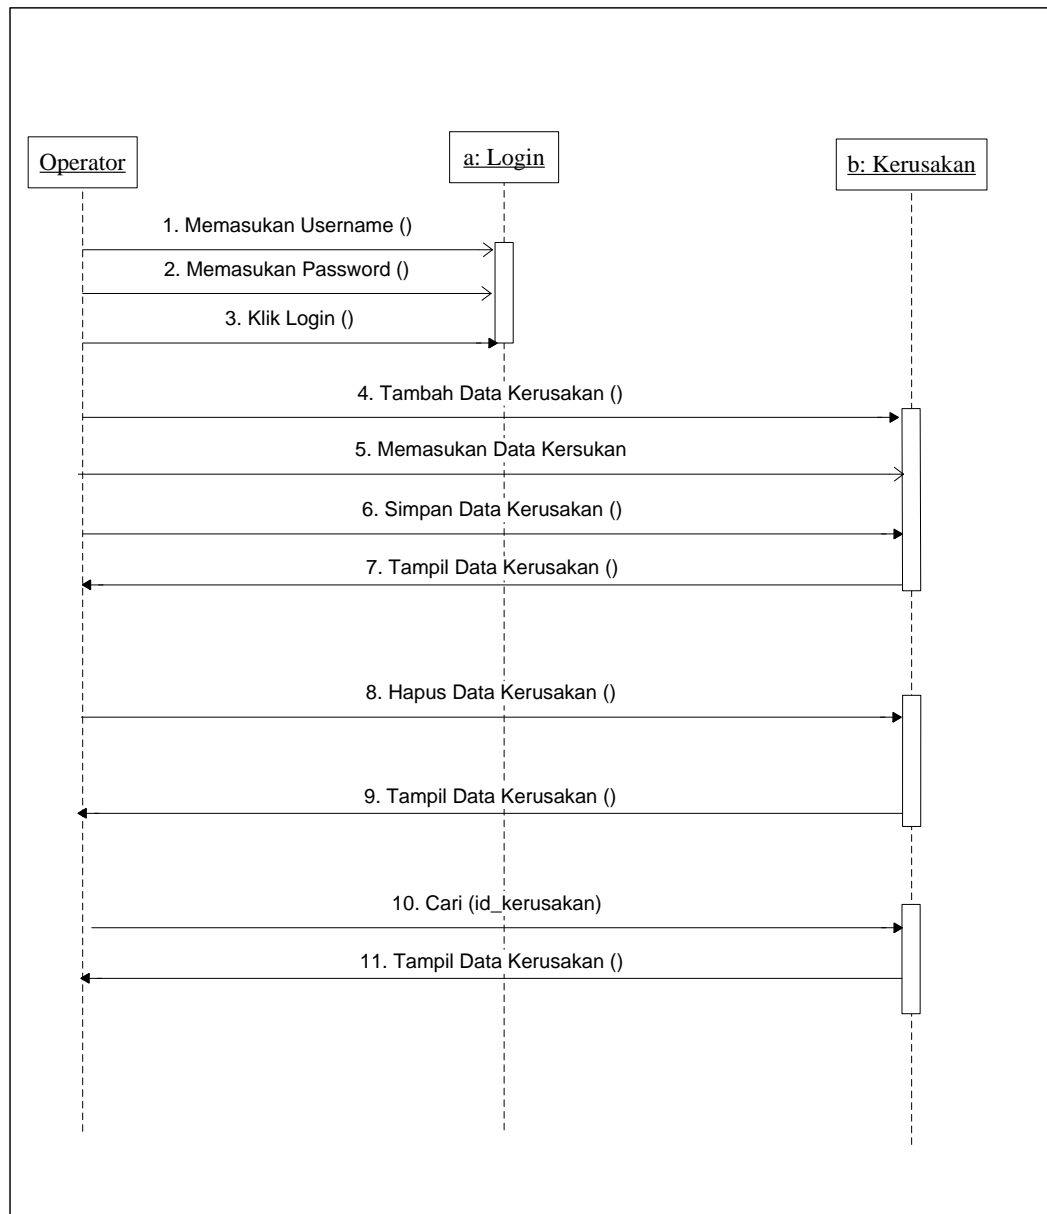 Operator
a: Login
b: Kerusakan
1. Memasukan Username ()
2. Memasukan Password ()
3. Klik Login ()
4. Tambah Data Kerusakan ()
5. Memasukan Data Kersukan
6. Simpan Data Kerusakan ()
7. Tampil Data Kerusakan ()
8. Hapus Data Kerusakan ()
9. Tampil Data Kerusakan ()
10. Cari (id_kerusakan)
11. Tampil Data Kerusakan ()